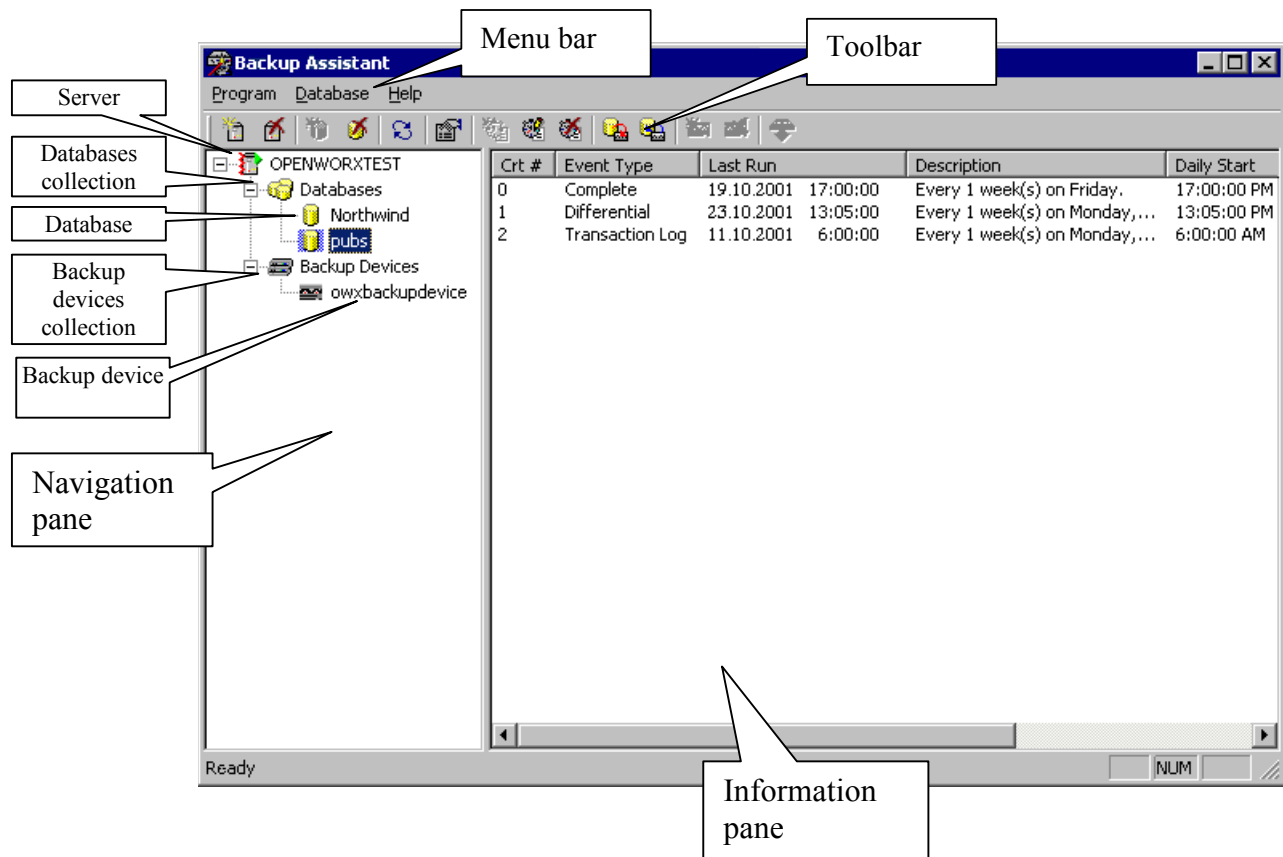 Menu bar
Toolbar
Backup Assistant
Program Database Help
Server
Databases
collection
Database
Backup
devices
collection
Backup device
Navigation
pane
OPENWORXTEST
Databases
Northwind
pubs
Backup Devices
owxbackupdevice
Crt # Event Type Last Run Description Daily Start
0 Complete 19.10.2001 17:00:00 Every 1 week(s) on Friday. 17:00:00 PM
1 Differential 23.10.2001 13:05:00 Every 1 week(s) on Monday,... 13:05:00 PM
2 Transaction Log 11.10.2001 6:00:00 Every 1 week(s) on Monday,... 6:00:00 AM
Ready
NUM
Information
pane